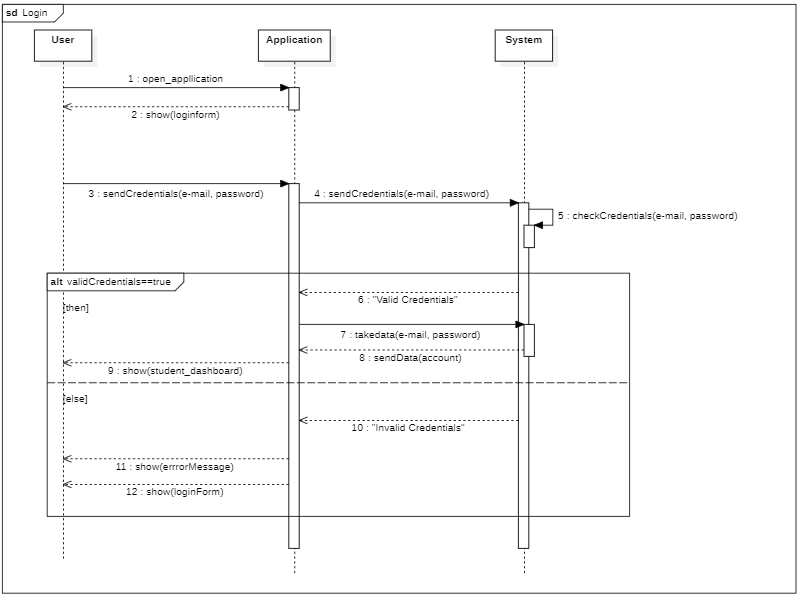 sd Login
User
Application
System
1 : open_appllication
2 : show(loginform)
3 : sendCredentials(e-mail, password)
4 : sendCredentials(e-mail, password)
5 : checkCredentials(e-mail, password)
alt validCredentials==true
6 : "Valid Credentials"
[then]
7 : takedata(e-mail, password)
8 : sendData(account)
9 : show(student_dashboard)
[else]
10 : "Invalid Credentials"
11 : show(errrorMessage)
12 : show(loginForm)